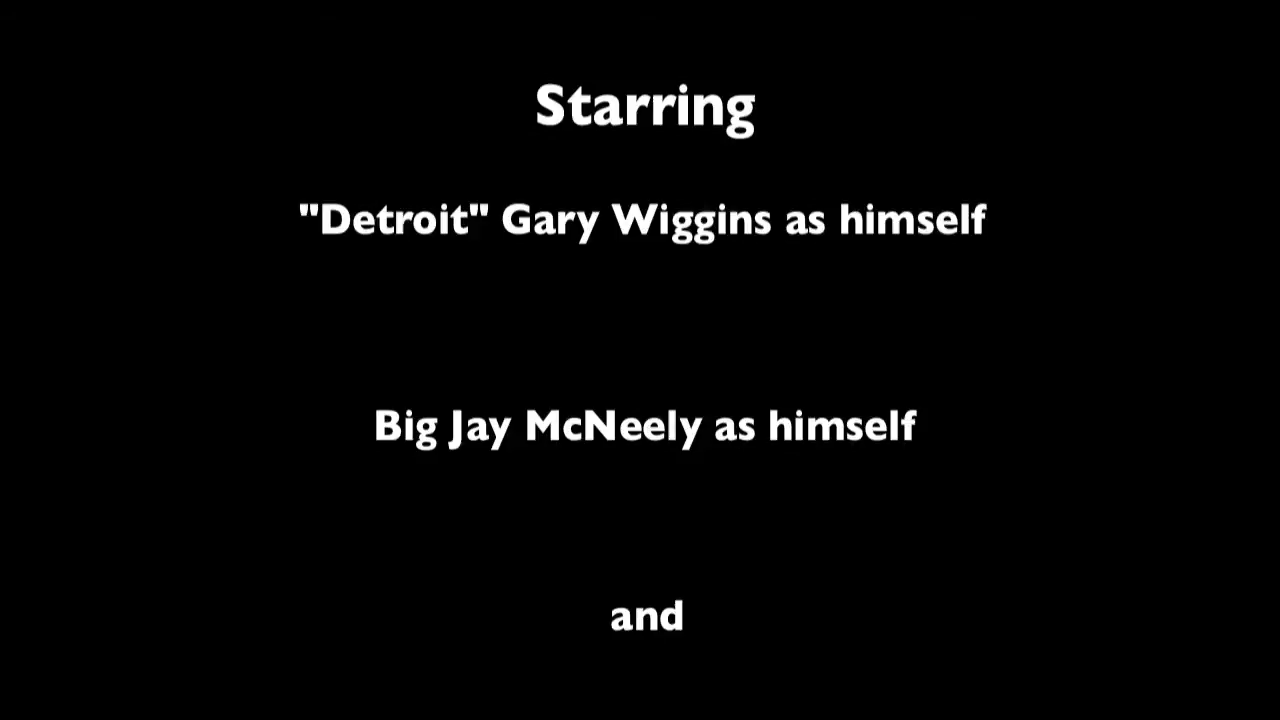 Starring
"Detroit" Gary Wiggins as himself
Big Jay McNeely as himself
and